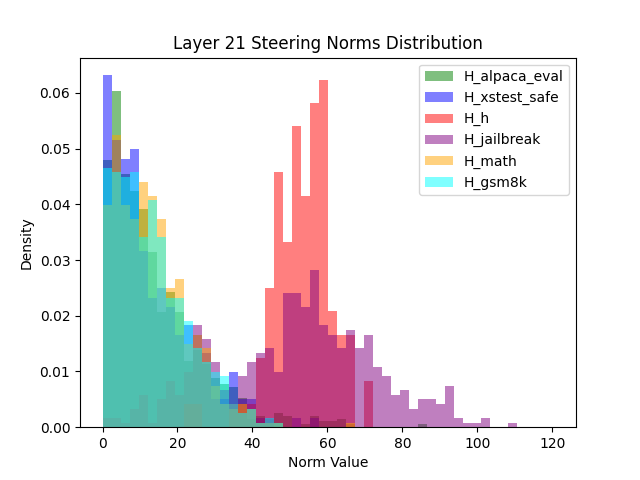 Layer 21 Steering Norms Distribution
H_alpaca_eval
H_xstest_safe
H_h
H_jailbreak
H_math
H_gsm8k
Density
0.06
0.05
0.04
0.03
0.02
0.01
0.00
0 20 40 60 80 100 120
Norm Value